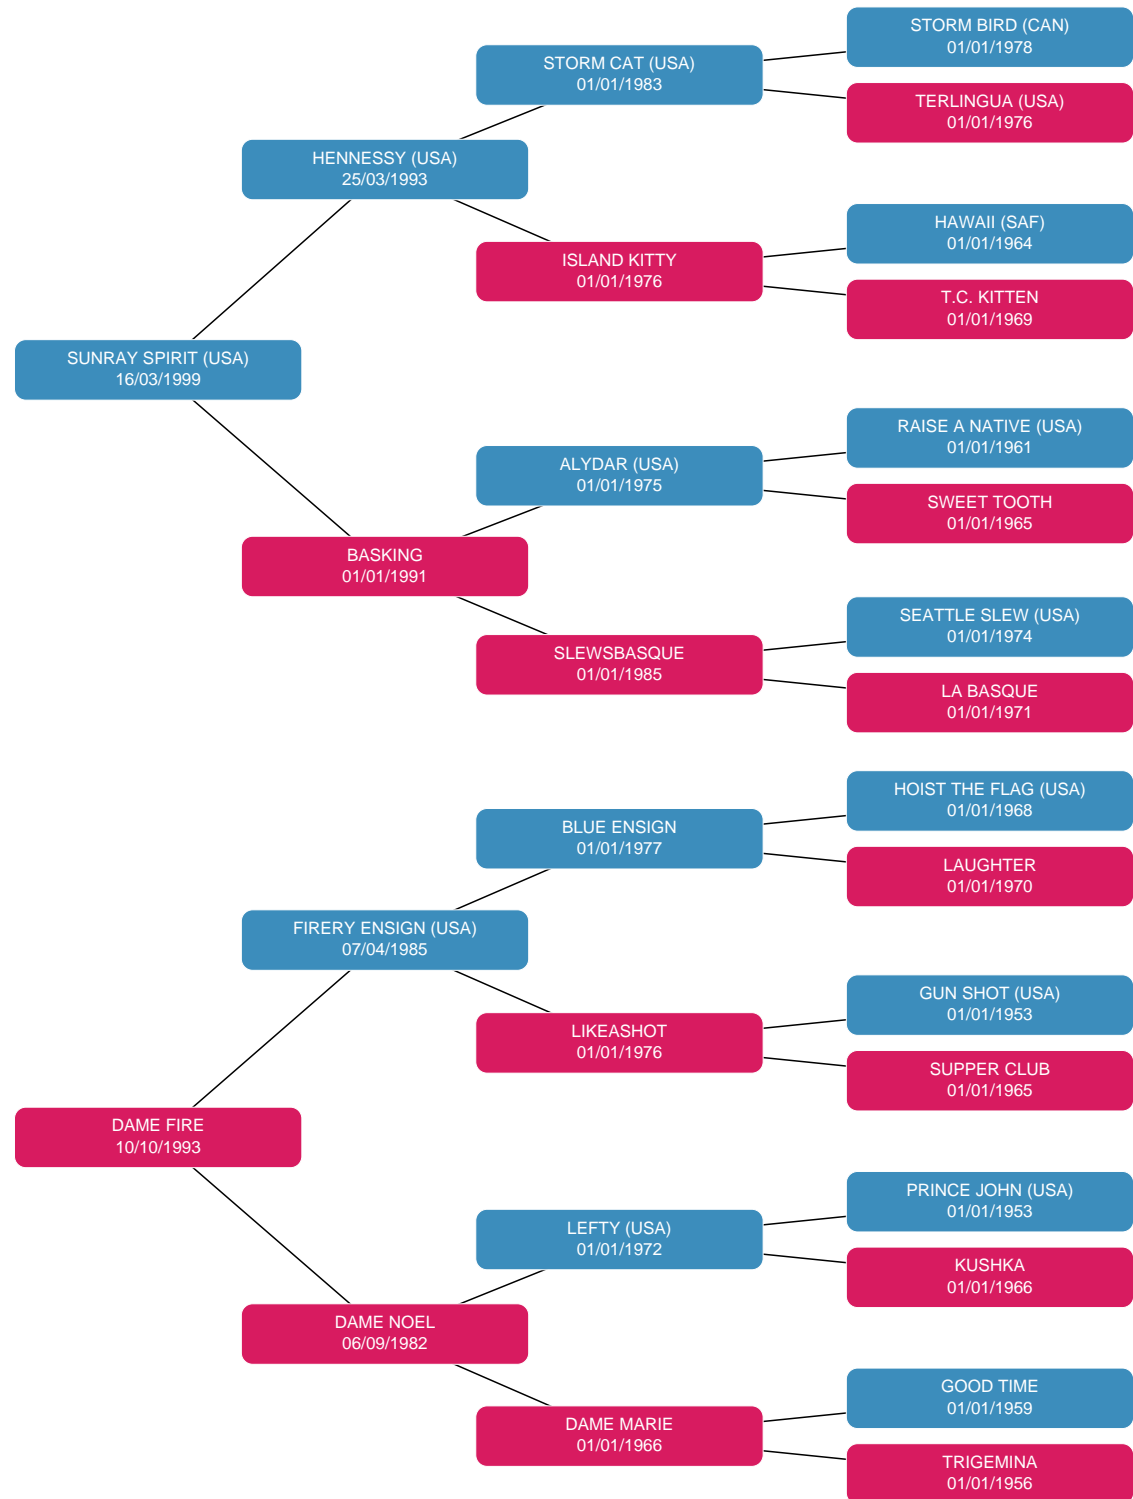 STORM BIRD (CAN)
01/01/1978
STORM CAT (USA)
01/01/1983
TERLINGUA (USA)
01/01/1976
HENNESSY (USA)
25/03/1993
HAWAII (SAF)
01/01/1964
ISLAND KITTY
01/01/1976
T.C. KITTEN
01/01/1969
SUNRAY SPIRIT (USA)
16/03/1999
RAISE A NATIVE (USA)
01/01/1961
ALYDAR (USA)
01/01/1975
SWEET TOOTH
01/01/1965
BASKING
01/01/1991
SEATTLE SLEW (USA)
01/01/1974
SLEWSBASQUE
01/01/1985
LA BASQUE
01/01/1971
HOIST THE FLAG (USA)
01/01/1968
BLUE ENSIGN
01/01/1977
LAUGHTER
01/01/1970
FIRERY ENSIGN (USA)
07/04/1985
GUN SHOT (USA)
01/01/1953
LIKEASHOT
01/01/1976
SUPPER CLUB
01/01/1965
DAME FIRE
10/10/1993
PRINCE JOHN (USA)
01/01/1953
LEFTY (USA)
01/01/1972
KUSHKA
01/01/1966
DAME NOEL
06/09/1982
GOOD TIME
01/01/1959
DAME MARIE
01/01/1966
TRIGEMINA
01/01/1956